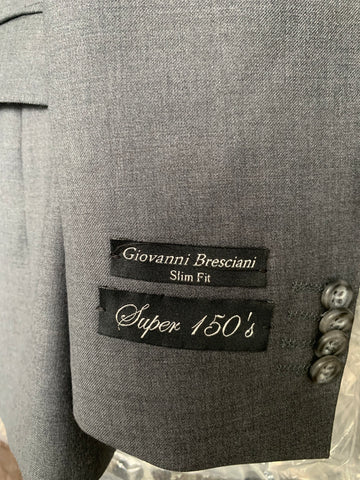 Giovanni Bresciani
Slim Fit
Super 150's